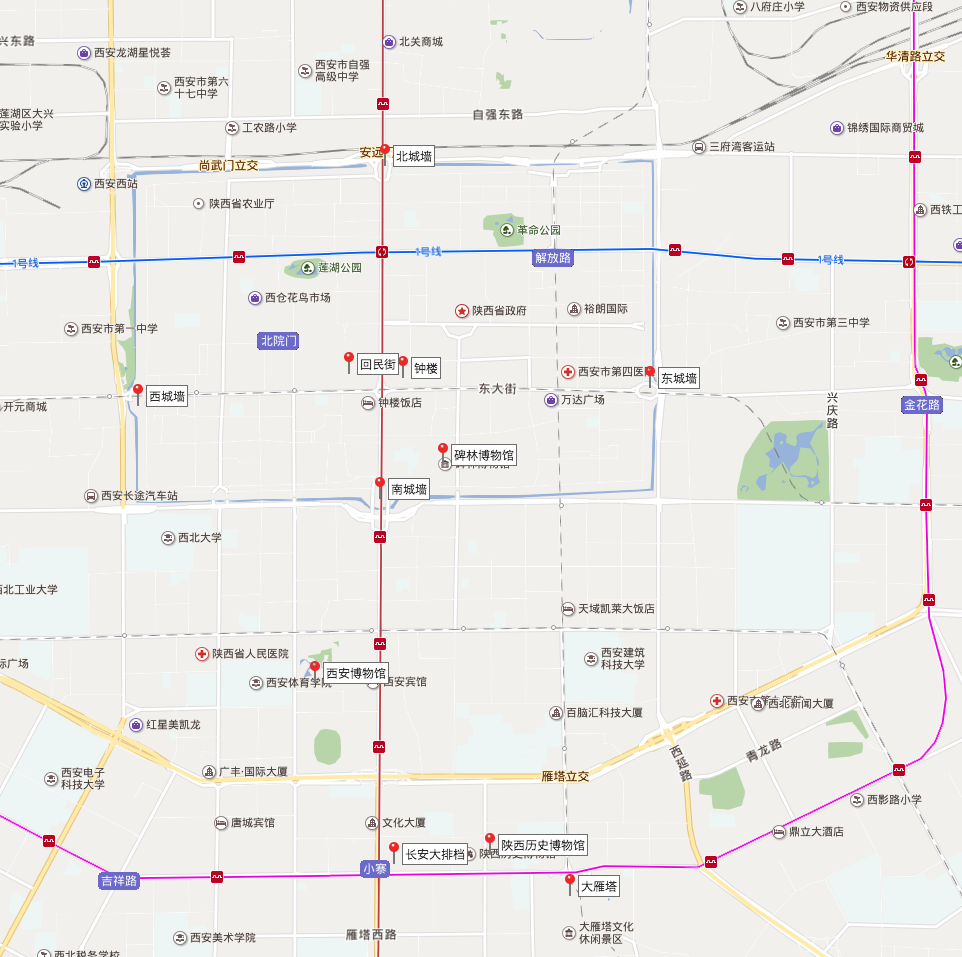 八府庄小学
西安物资供应段
兴东路
北关商城
西安龙湖星悦荟
华清路立交
西安市自强
高级中学
西安市第六
十七中学
莲湖区大兴
实验小学
自强东路
工农路小学
锦绣国际商贸城
三府湾客运站
安远
北城墙
尚武门立交
西安西站
陕西省农业厅
西铁工
革命公园
1号线
1号线
解放路
1号线
莲湖公园
西仓花鸟市场
陕西省政府
裕朗国际
西安市第一中学
西安市第三中学
北院门
回民街
钟楼
西安市第四医
东城墙
西城墙
东大街
开元商城
钟楼饭店
万达广场
兴庆路
金花路
碑林博物馆
南城墙
西安长途汽车站
西北大学
北工业大学
天域凯莱大饭店
陕西省人民医院
西安建筑
科技大学
际广场
西安博物馆
西安体育学院
西安宾馆
西北新闻大厦
红星美凯龙
百脑汇科技大厦
西延路
青龙路
西安电子
科技大学
广丰·国际大厦
雁塔立交
西影路小学
唐城宾馆
文化大厦
鼎立大酒店
陕西历史博物馆
长安大排档
小寨
吉祥路
大雁塔
大雁塔文化
休闲景区
西安美术学院
雁塔西路
西北税务学校